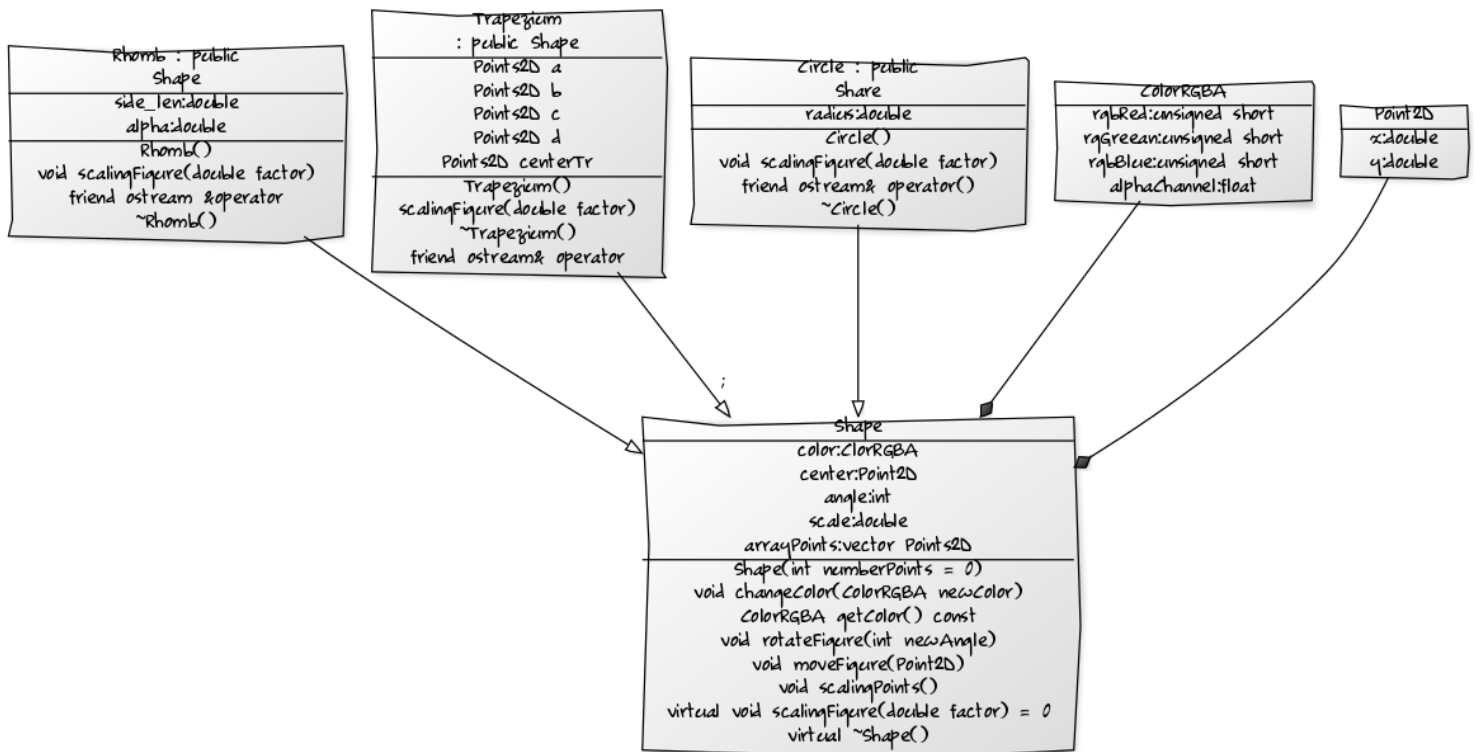 Rhomb : public
Shape
side_len:double
alpha:double
Rhomb()
void scalingFigure(double factor)
friend ostream &operator
~Rhomb()
Trapezium
: public Shape
Points2D a
Points2D b
Points2D c
Points2D d
Points2D centerTr
Trapezium()
scalingFigure(double factor)
~Trapezium()
friend ostream& operator
Circle : public
Share
radius:double
Circle()
void scalingFigure(double factor)
friend ostream& operator()
~Circle()
ColorRGBA
rgbRed:unsigned short
rgGreean:unsigned short
rgbBlue:unsigned short
alphaChannel:float
Point2D
x:double
y:double
;
Shape
color:ClorRGBA
center:Point2D
angle:int
scale:double
arrayPoints:vector Points2D
Shape(int numberPoints = 0)
void changeColor(ColorRGBA newColor)
ColorRGBA getColor() const
void rotateFigure(int newAngle)
void moveFigure(Point2D)
void scalingPoints()
virtual void scalingFigure(double factor) = 0
virtual ~Shape()